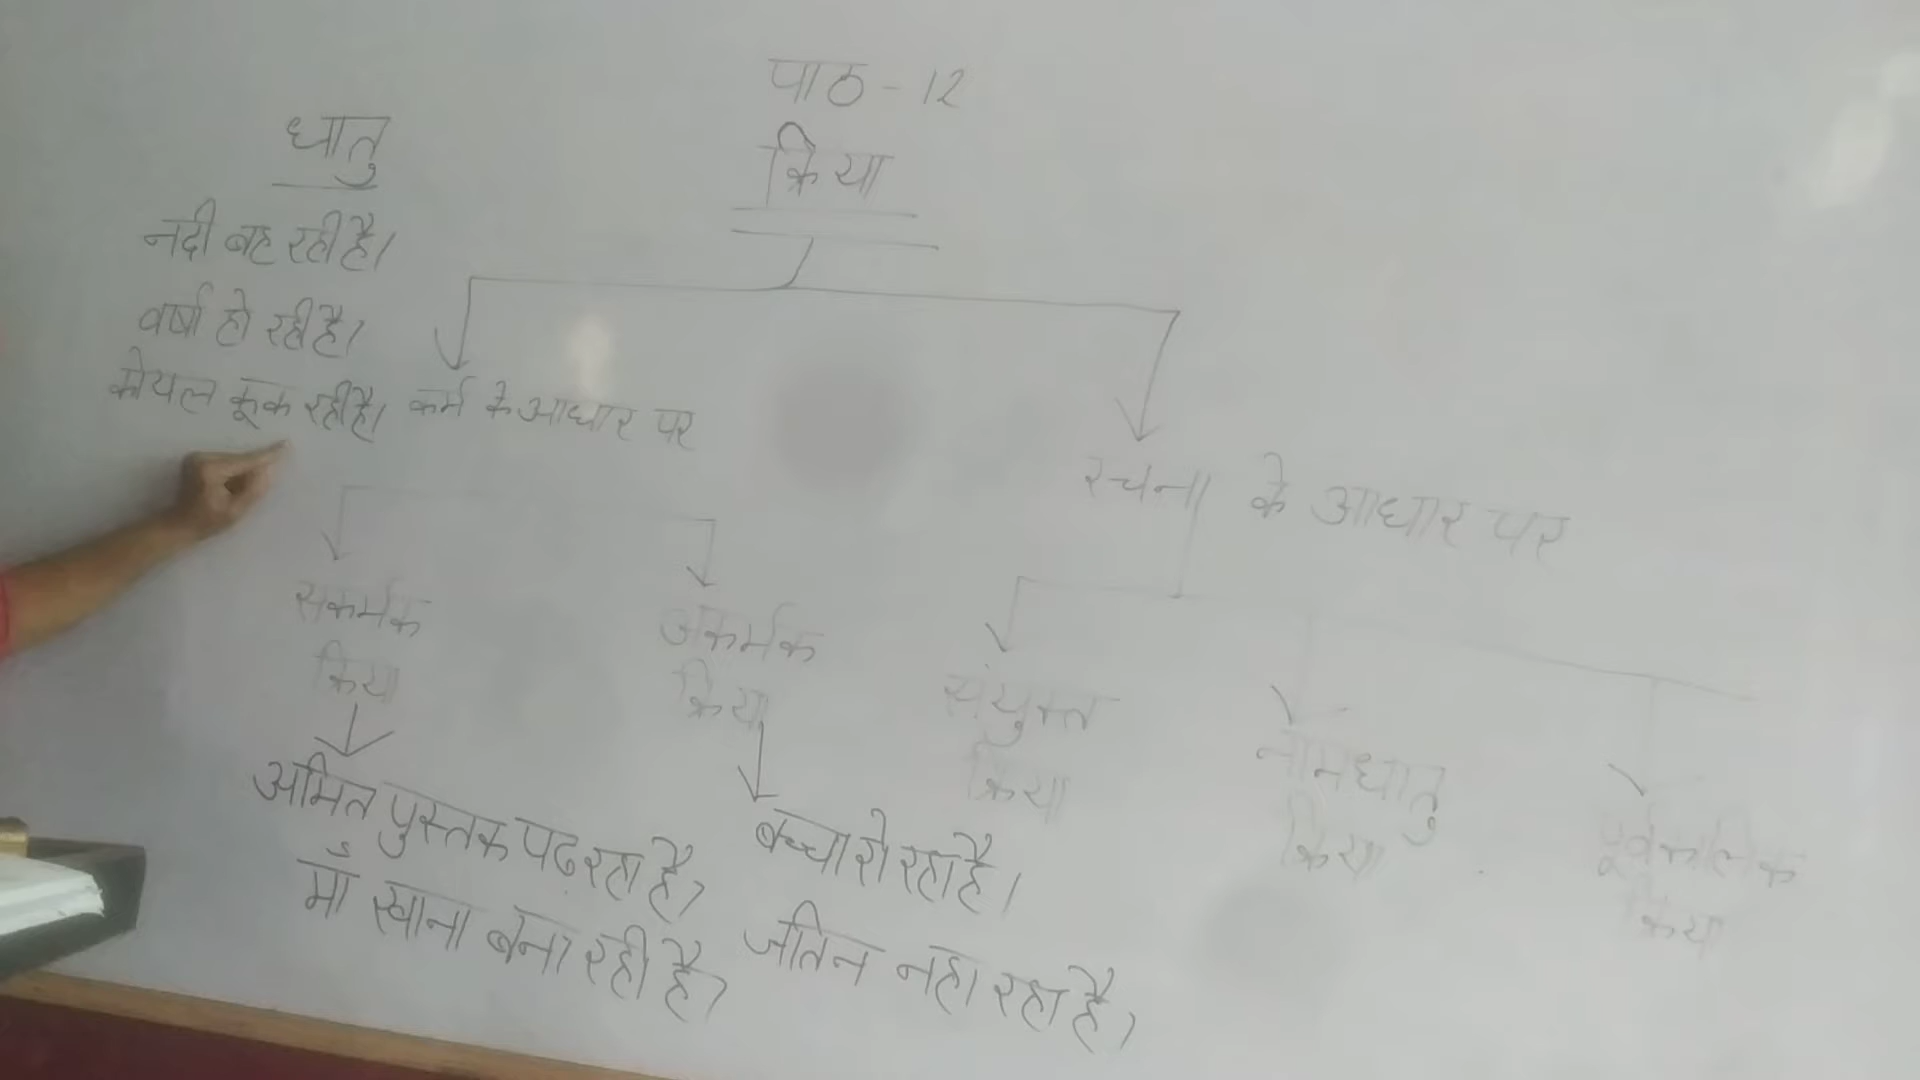 पाठ - 12
क्रिया
धातु
नदी बह रही है।
वर्षा हो रही है।
कोयल कूक रही है।
कर्म के आधार पर
रचना के आधार पर
सकर्मक
क्रिया
अकर्मक
क्रिया
संयुक्त
क्रिया
नामधातु
क्रिया
पूर्वकालिक
क्रिया
अमित पुस्तक पढ़ रहा है।
माँ खाना बना रही है।
बच्चा रो रहा है।
जतिन नहा रहा है।